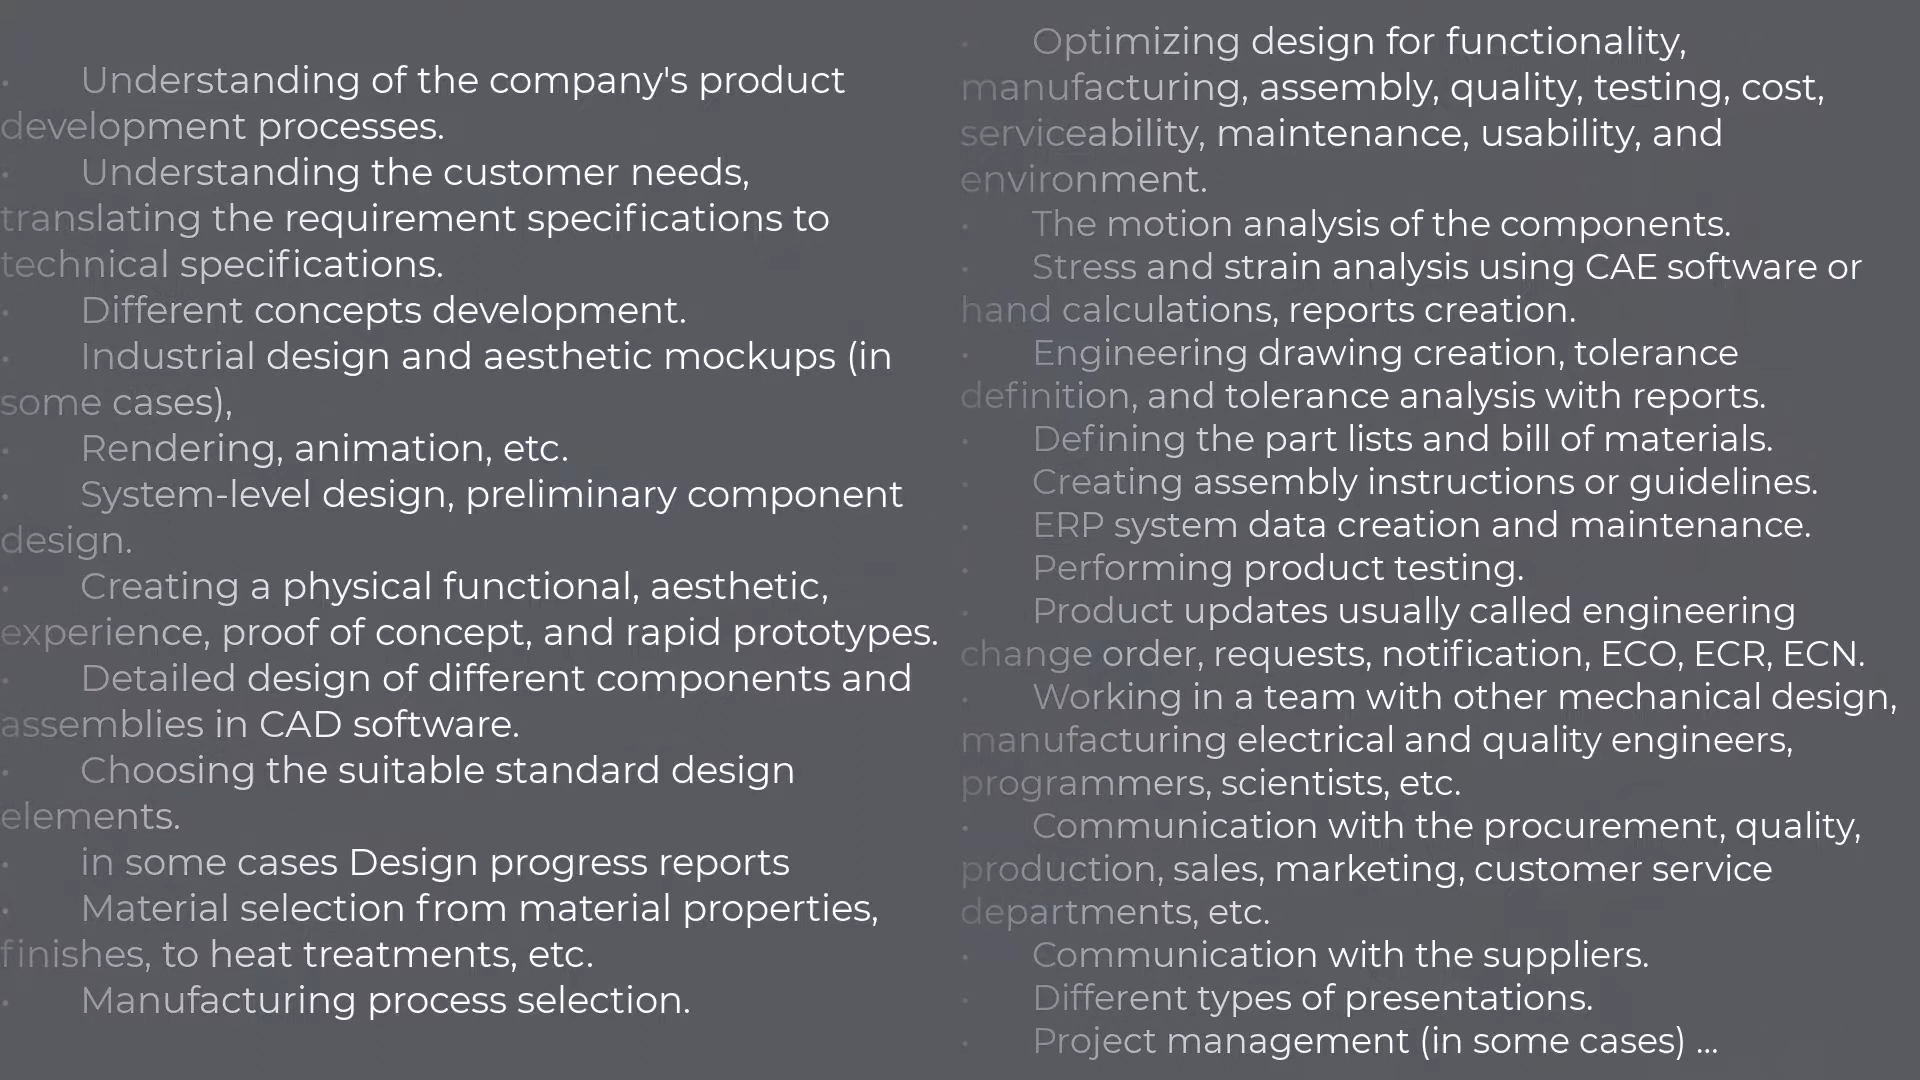 · Understanding of the company's product
development processes.
· Understanding the customer needs,
translating the requirement specifications to
technical specifications.
· Different concepts development.
· Industrial design and aesthetic mockups (in
some cases),
· Rendering, animation, etc.
· System-level design, preliminary component
design.
· Creating a physical functional, aesthetic,
experience, proof of concept, and rapid prototypes.
· Detailed design of different components and
assemblies in CAD software.
· Choosing the suitable standard design
elements.
· in some cases Design progress reports
· Material selection from material properties,
finishes, to heat treatments, etc.
· Manufacturing process selection.
· Optimizing design for functionality,
manufacturing, assembly, quality, testing, cost,
serviceability, maintenance, usability, and
environment.
· The motion analysis of the components.
· Stress and strain analysis using CAE software or
hand calculations, reports creation.
· Engineering drawing creation, tolerance
definition, and tolerance analysis with reports.
· Defining the part lists and bill of materials.
· Creating assembly instructions or guidelines.
· ERP system data creation and maintenance.
· Performing product testing.
· Product updates usually called engineering
change order, requests, notification, ECO, ECR, ECN.
· Working in a team with other mechanical design,
manufacturing electrical and quality engineers,
programmers, scientists, etc.
· Communication with the procurement, quality,
production, sales, marketing, customer service
departments, etc.
· Communication with the suppliers.
· Different types of presentations.
· Project management (in some cases) ...